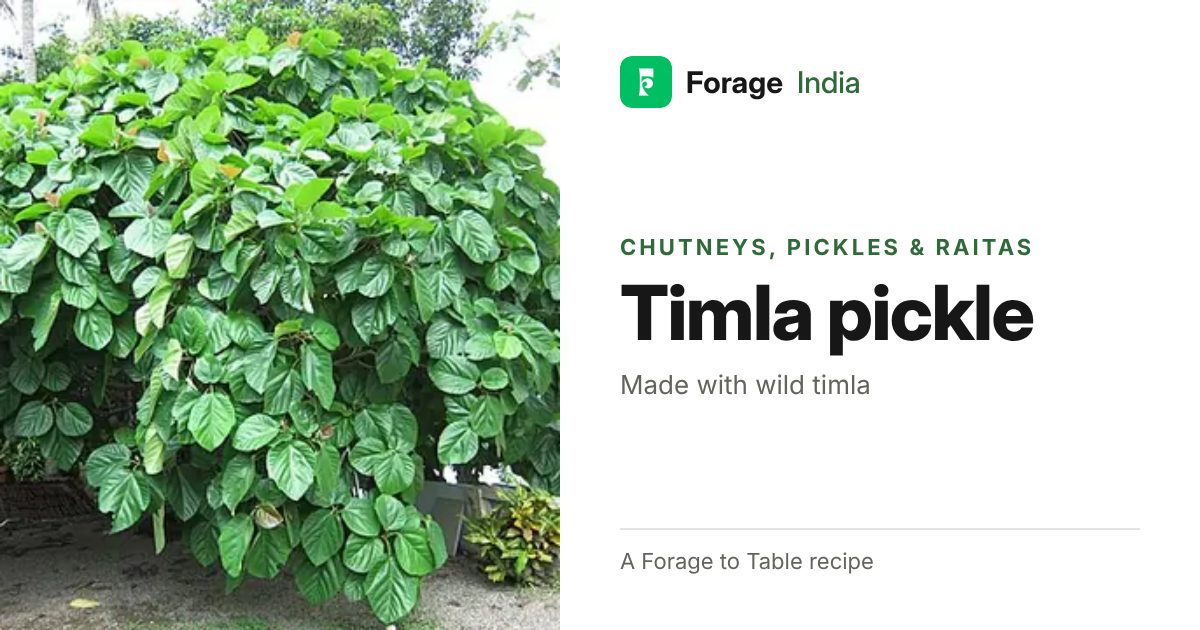 Forage India
CHUTNEYS, PICKLES & RAITAS
Timla pickle
Made with wild timla
A Forage to Table recipe